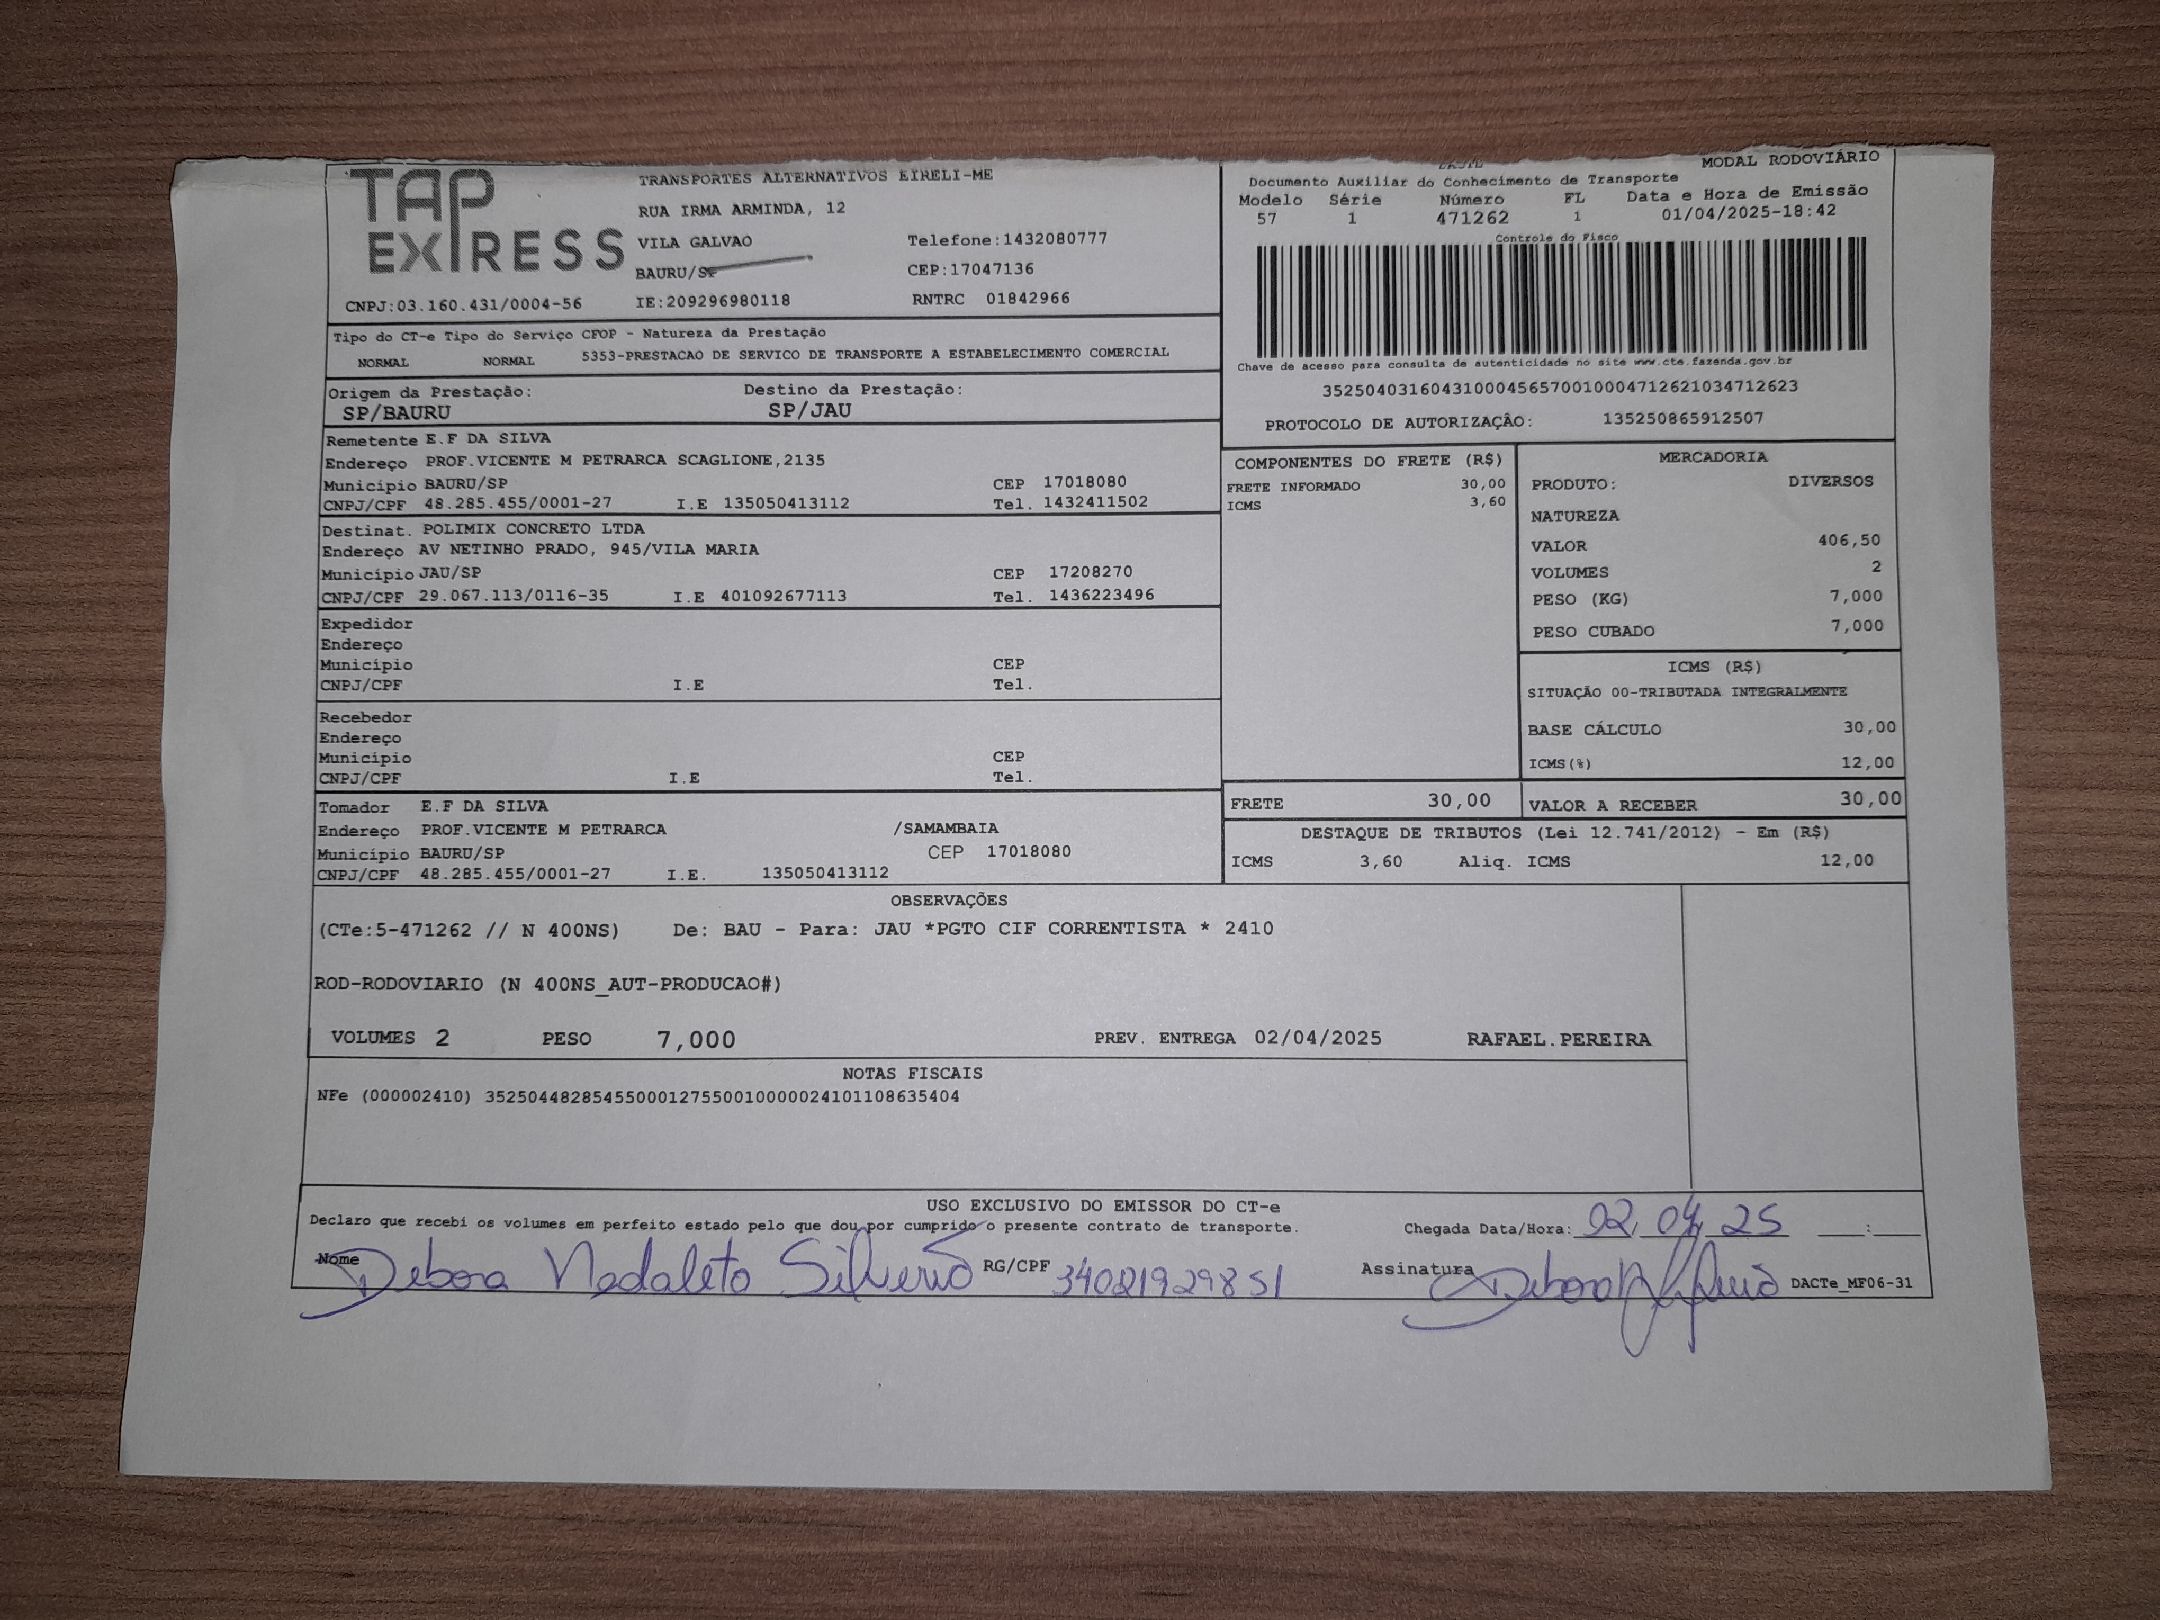 TAP EXPRESS
TRANSPORTES ALTERNATIVOS EIRELI-ME
RUA IRMA ARMINDA, 12
VILA GALVAO Telefone:1432080777
BAURU/SP CEP:17047136
CNPJ:03.160.431/0004-56 IE:209296980118 RNTRC 01842966
MODAL RODOVIÁRIO
Documento Auxiliar do Conhecimento de Transporte
Modelo Série Número FL Data e Hora de Emissão
57 1 471262 1 01/04/2025-18:42
Controle do Fisco
Chave de acesso para consulta de autenticidade no site www.cte.fazenda.gov.br
35250403160431000456570010004712621034712623
PROTOCOLO DE AUTORIZAÇÃO: 135250865912507
Tipo do CT-e Tipo do Serviço CFOP - Natureza da Prestação
NORMAL NORMAL 5353-PRESTACAO DE SERVICO DE TRANSPORTE A ESTABELECIMENTO COMERCIAL
Origem da Prestação: Destino da Prestação:
SP/BAURU SP/JAU
Remetente E.F DA SILVA
Endereço PROF.VICENTE M PETRARCA SCAGLIONE,2135
Município BAURU/SP CEP 17018080
CNPJ/CPF 48.285.455/0001-27 I.E 135050413112 Tel. 1432411502
Destinat. POLIMIX CONCRETO LTDA
Endereço AV NETINHO PRADO, 945/VILA MARIA
Município JAU/SP CEP 17208270
CNPJ/CPF 29.067.113/0116-35 I.E 401092677113 Tel. 1436223496
Expedidor
Endereço
Município CEP
CNPJ/CPF I.E Tel.
Recebedor
Endereço
Município CEP
CNPJ/CPF I.E Tel.
Tomador E.F DA SILVA
Endereço PROF.VICENTE M PETRARCA /SAMAMBAIA
Município BAURU/SP CEP 17018080
CNPJ/CPF 48.285.455/0001-27 I.E. 135050413112
COMPONENTES DO FRETE (R$)
FRETE INFORMADO 30,00
ICMS 3,60
MERCADORIA
PRODUTO: DIVERSOS
NATUREZA
VALOR 406,50
VOLUMES 2
PESO (KG) 7,000
PESO CUBADO 7,000
ICMS (R$)
SITUAÇÃO 00-TRIBUTADA INTEGRALMENTE
BASE CÁLCULO 30,00
ICMS(%) 12,00
FRETE 30,00 VALOR A RECEBER 30,00
DESTAQUE DE TRIBUTOS (Lei 12.741/2012) - Em (R$)
ICMS 3,60 Aliq. ICMS 12,00
OBSERVAÇÕES
(CTe:5-471262 // N 400NS) De: BAU - Para: JAU *PGTO CIF CORRENTISTA * 2410
ROD-RODOVIARIO (N 400NS_AUT-PRODUCAO#)
VOLUMES 2 PESO 7,000 PREV. ENTREGA 02/04/2025 RAFAEL.PEREIRA
NOTAS FISCAIS
NFe (000002410) 35250448285455000127550010000024101108635404
USO EXCLUSIVO DO EMISSOR DO CT-e
Declaro que recebi os volumes em perfeito estado pelo que dou por cumprido o presente contrato de transporte. Chegada Data/Hora: 02 04 25 :
Nome Debora Nadaleto Silverio RG/CPF 34021929851 Assinatura Debora DACTe_MF06-31